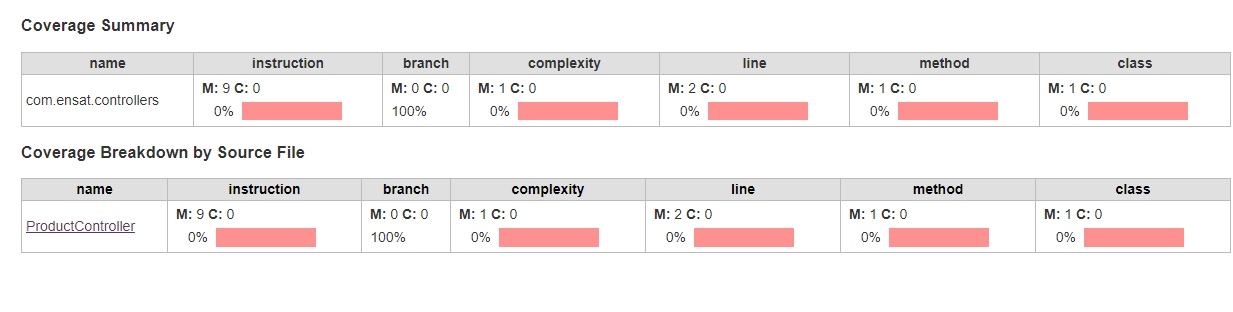 Coverage Summary
name instruction branch complexity line method class
com.ensat.controllers M: 9 C: 0 0% M: 0 C: 0 100% M: 1 C: 0 0% M: 2 C: 0 0% M: 1 C: 0 0% M: 1 C: 0 0%
Coverage Breakdown by Source File
name instruction branch complexity line method class
ProductController M: 9 C: 0 0% M: 0 C: 0 100% M: 1 C: 0 0% M: 2 C: 0 0% M: 1 C: 0 0% M: 1 C: 0 0%